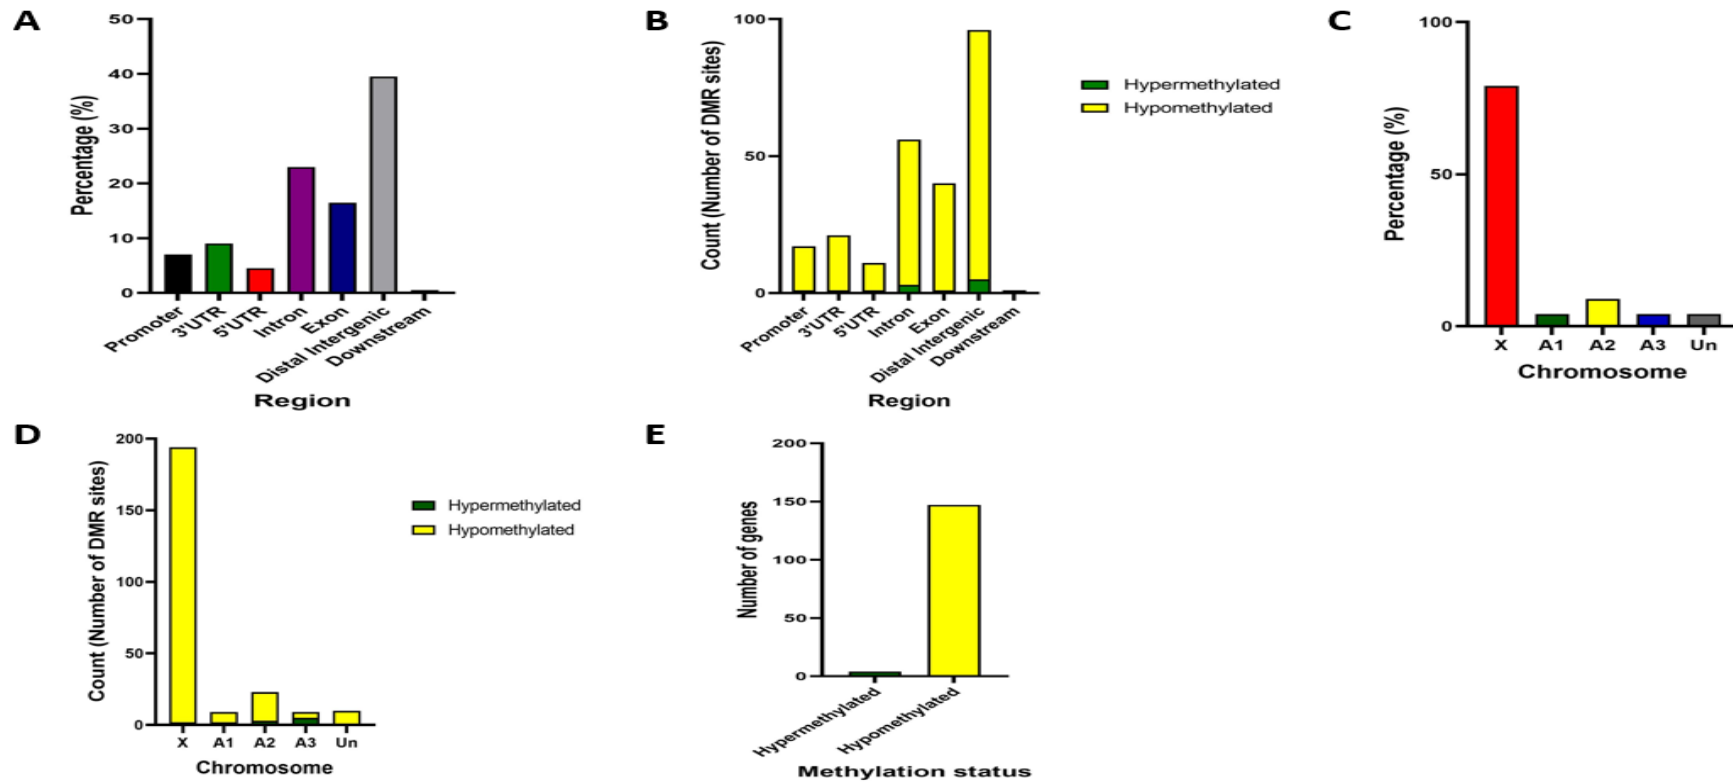 A
Percentage (%)
50
40
30
20
10
0
Promoter
3'UTR
5'UTR
Intron
Exon
Distal Intergenic
Downstream
Region
B
Count (Number of DMR sites)
100
50
0
Promoter
3'UTR
5'UTR
Intron
Exon
Distal Intergenic
Downstream
Region
Hypermethylated
Hypomethylated
C
Percentage (%)
100
50
0
X A1 A2 A3 Un
Chromosome
D
Count (Number of DMR sites)
200
150
100
50
0
X A1 A2 A3 Un
Chromosome
Hypermethylated
Hypomethylated
E
Number of genes
200
150
100
50
0
Hypermethylated
Hypomethylated
Methylation status